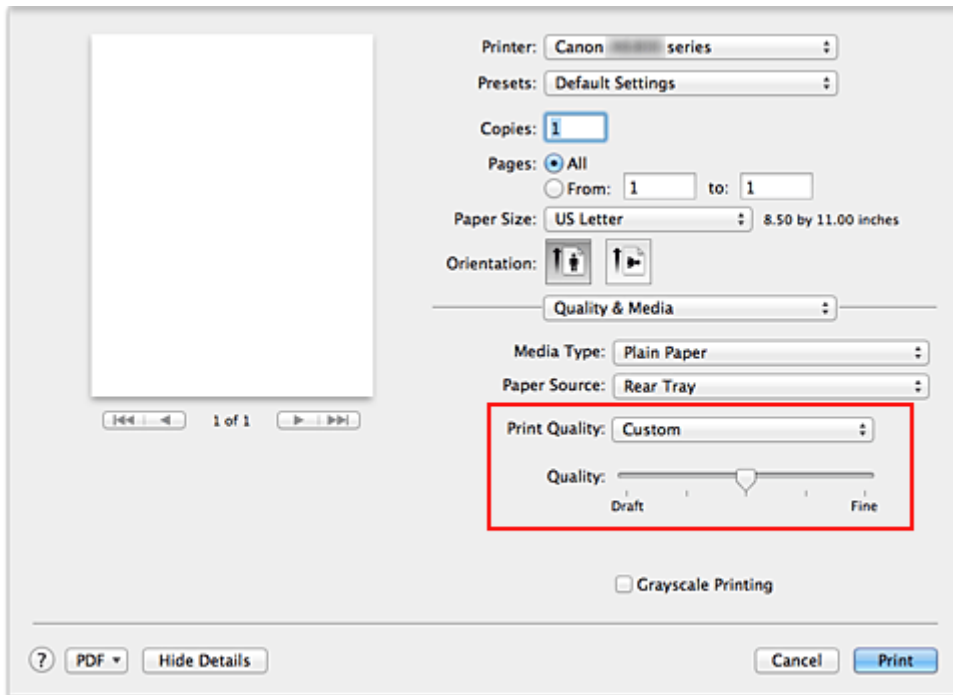 Printer: Canon series
Presets: Default Settings
Copies: 1
Pages: All
From: 1 to: 1
Paper Size: US Letter 8.50 by 11.00 inches
Orientation:
Quality & Media
Media Type: Plain Paper
Paper Source: Rear Tray
1 of 1
Print Quality: Custom
Quality:
Draft Fine
Grayscale Printing
? PDF Hide Details Cancel Print